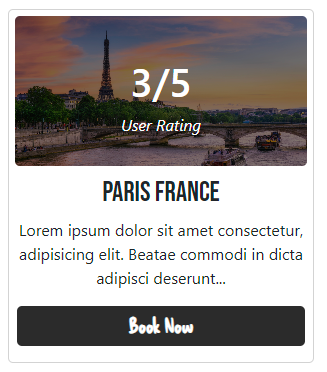 3/5
User Rating
PARIS FRANCE
Lorem ipsum dolor sit amet consectetur,
adipisicing elit. Beatae commodi in dicta
adipisci deserunt...
Book Now